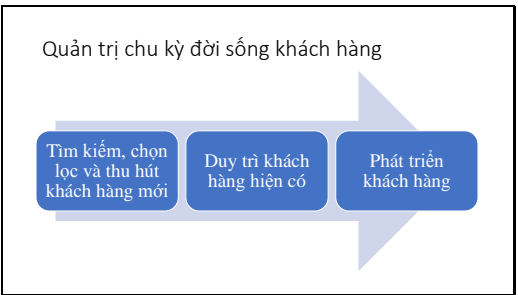 Quản trị chu kỳ đời sống khách hàng
Tìm kiếm, chọn
lọc và thu hút
khách hàng mới
Duy trì khách
hàng hiện có
Phát triển
khách hàng